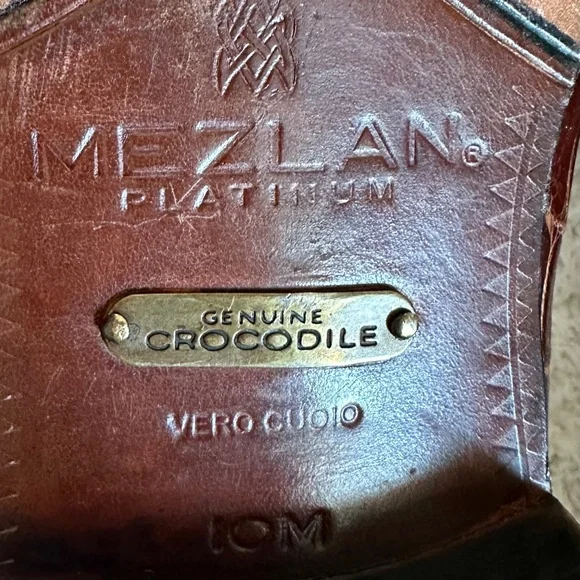 MEZLAN®
PLATINUM
GENUINE
CROCODILE
VERO CUOIO
10M